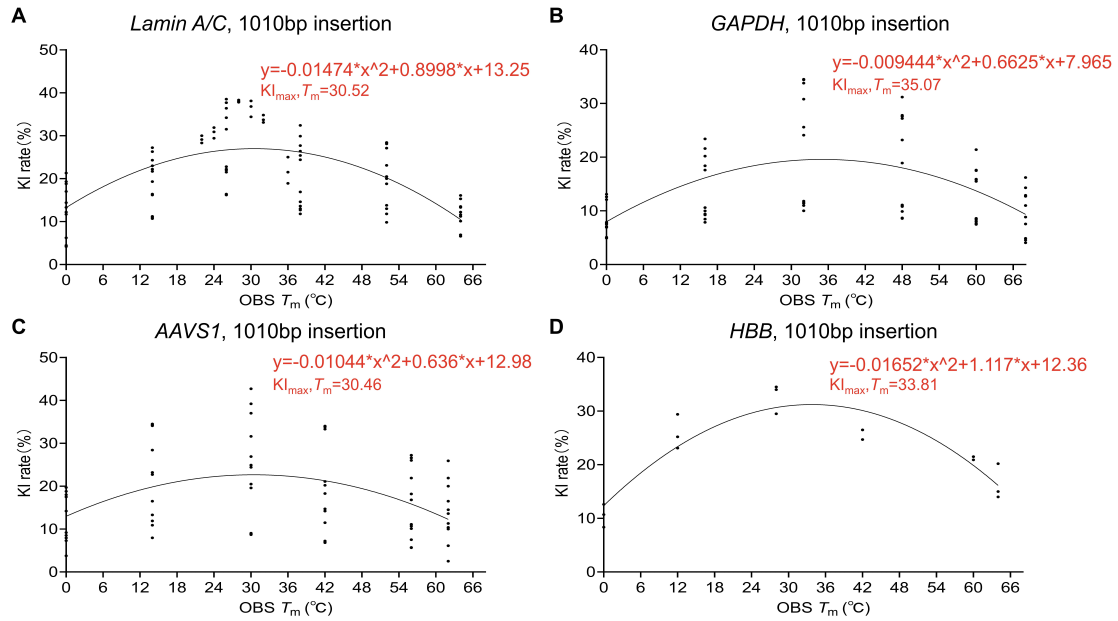 A
Lamin A/C, 1010bp insertion
50
40
30
20
10
0
KI rate(%)
y=-0.01474*x^2+0.8998*x+13.25
KImax,Tm=30.52
0 6 12 18 24 30 36 42 48 54 60 66
OBS Tm (℃)
B
GAPDH, 1010bp insertion
40
30
20
10
0
KI rate(%)
y=-0.009444*x^2+0.6625*x+7.965
KImax,Tm=35.07
0 6 12 18 24 30 36 42 48 54 60 66
OBS Tm (℃)
C
AAVS1, 1010bp insertion
50
40
30
20
10
0
KI rate(%)
y=-0.01044*x^2+0.636*x+12.98
KImax,Tm=30.46
0 6 12 18 24 30 36 42 48 54 60 66
OBS Tm (℃)
D
HBB, 1010bp insertion
40
30
20
10
0
KI rate(%)
y=-0.01652*x^2+1.117*x+12.36
KImax,Tm=33.81
0 6 12 18 24 30 36 42 48 54 60 66
OBS Tm (℃)